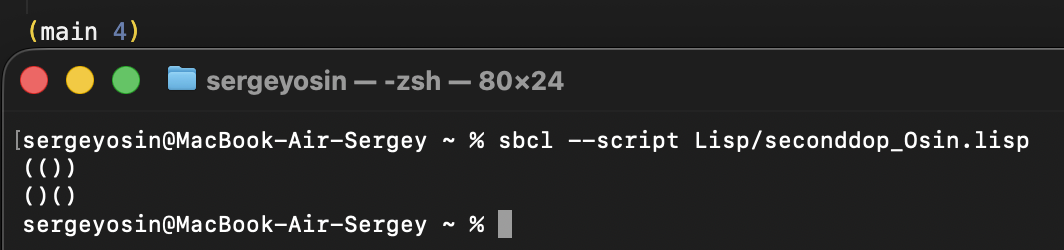 (main 4)
sergeyosin — -zsh — 80×24
[sergeyosin@MacBook-Air-Sergey ~ % sbcl --script Lisp/seconddop_Osin.lisp
(())
()()
sergeyosin@MacBook-Air-Sergey ~ %